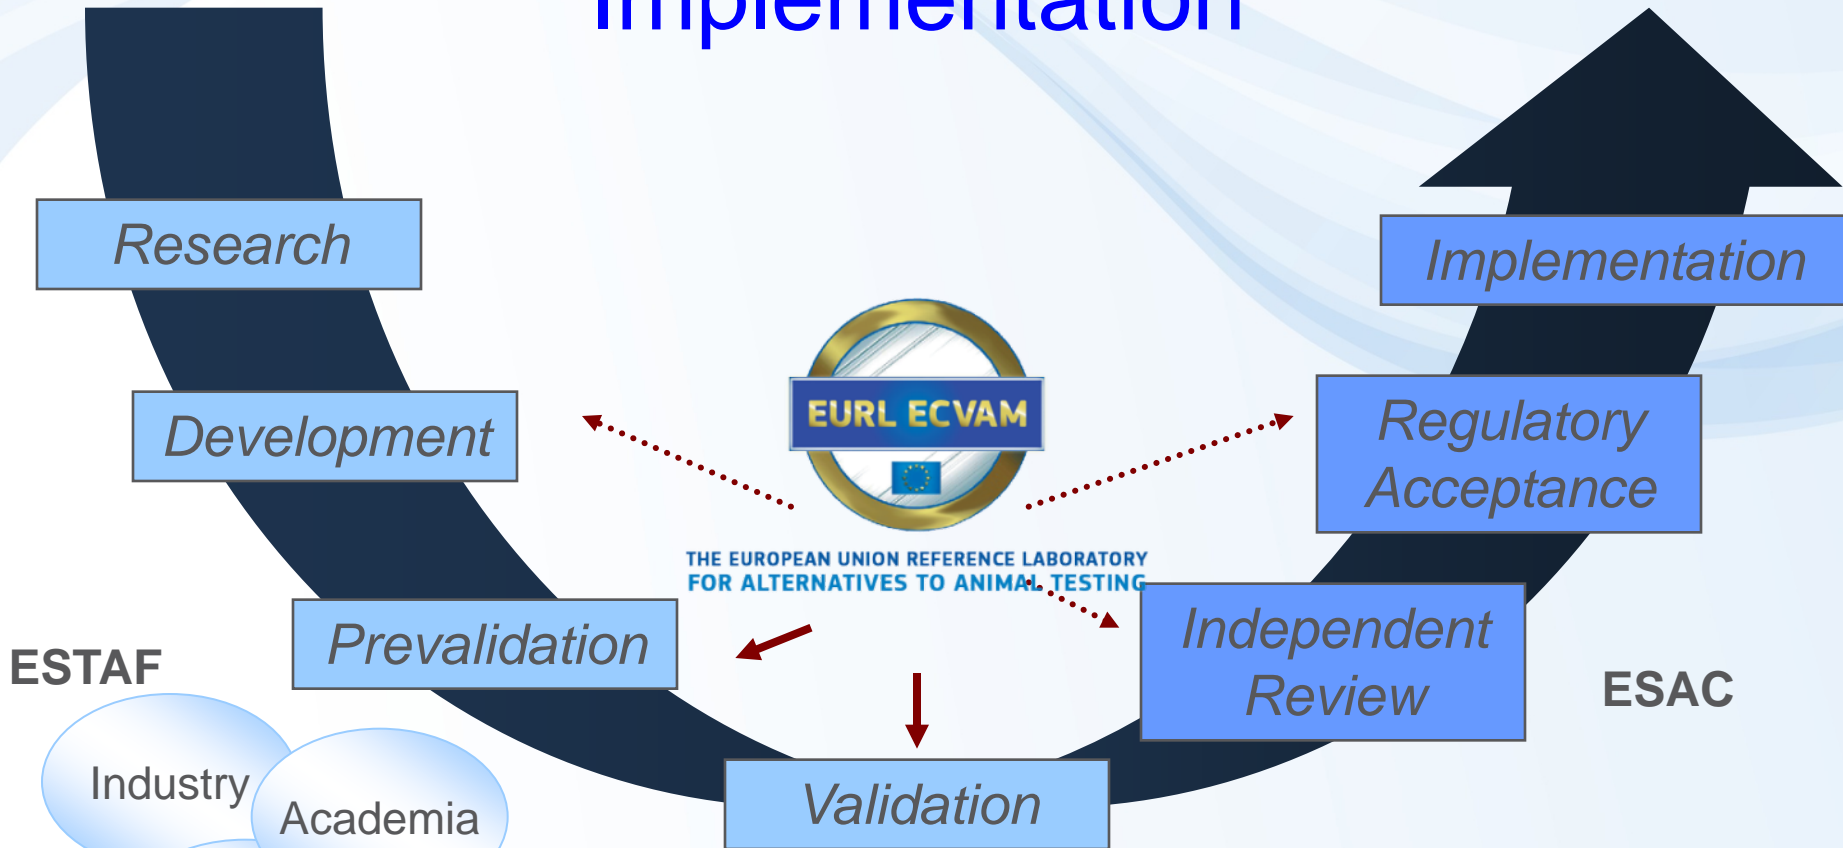 Implementation
Research
Implementation
EURL ECVAM
Development
Regulatory
Acceptance
THE EUROPEAN UNION REFERENCE LABORATORY
FOR ALTERNATIVES TO ANIMAL TESTING
Prevalidation
Independent
Review
ESTAF
ESAC
Industry
Academia
Validation